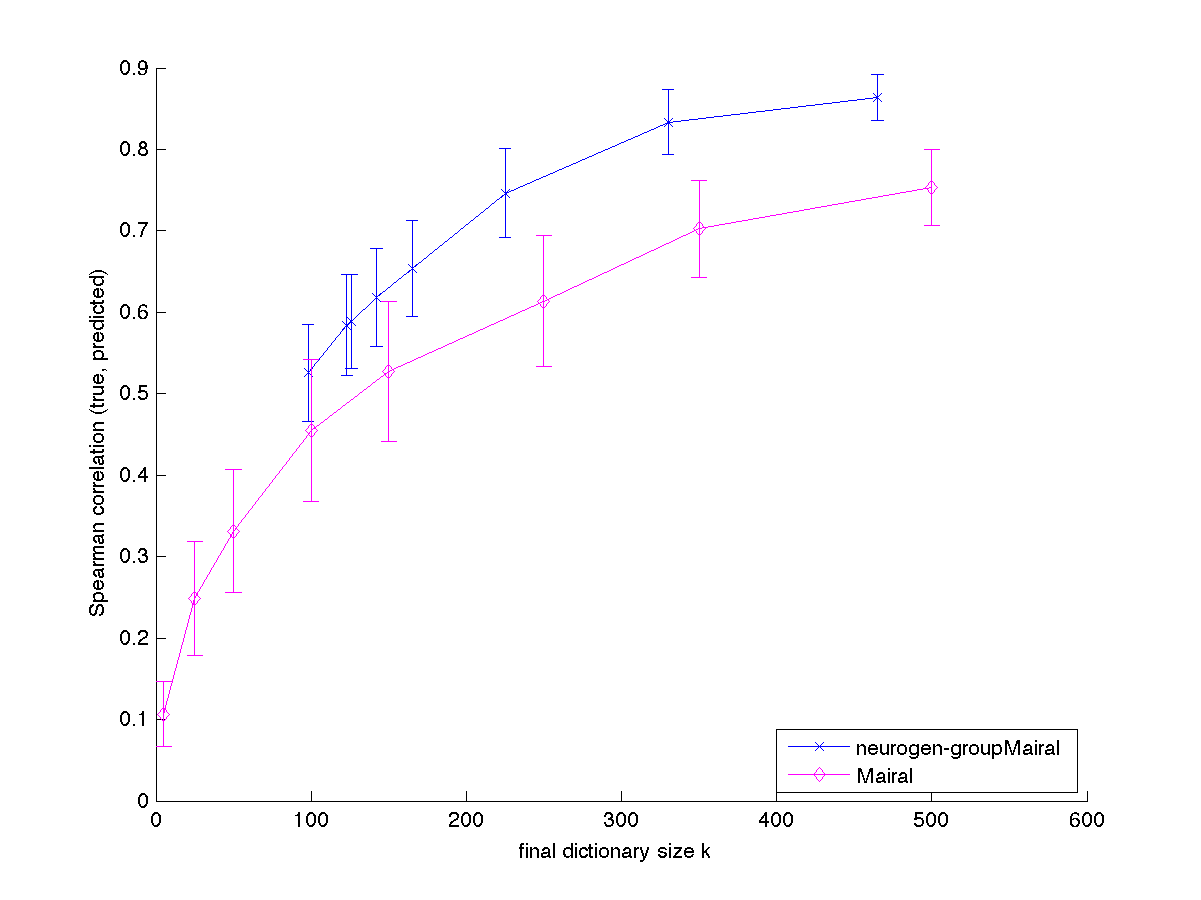 0.9
0.8
0.7
0.6
0.5
0.4
0.3
0.2
0.1
0
Spearman correlation (true, predicted)
neurogen-groupMairal
Mairal
0 100 200 300 400 500 600
final dictionary size k